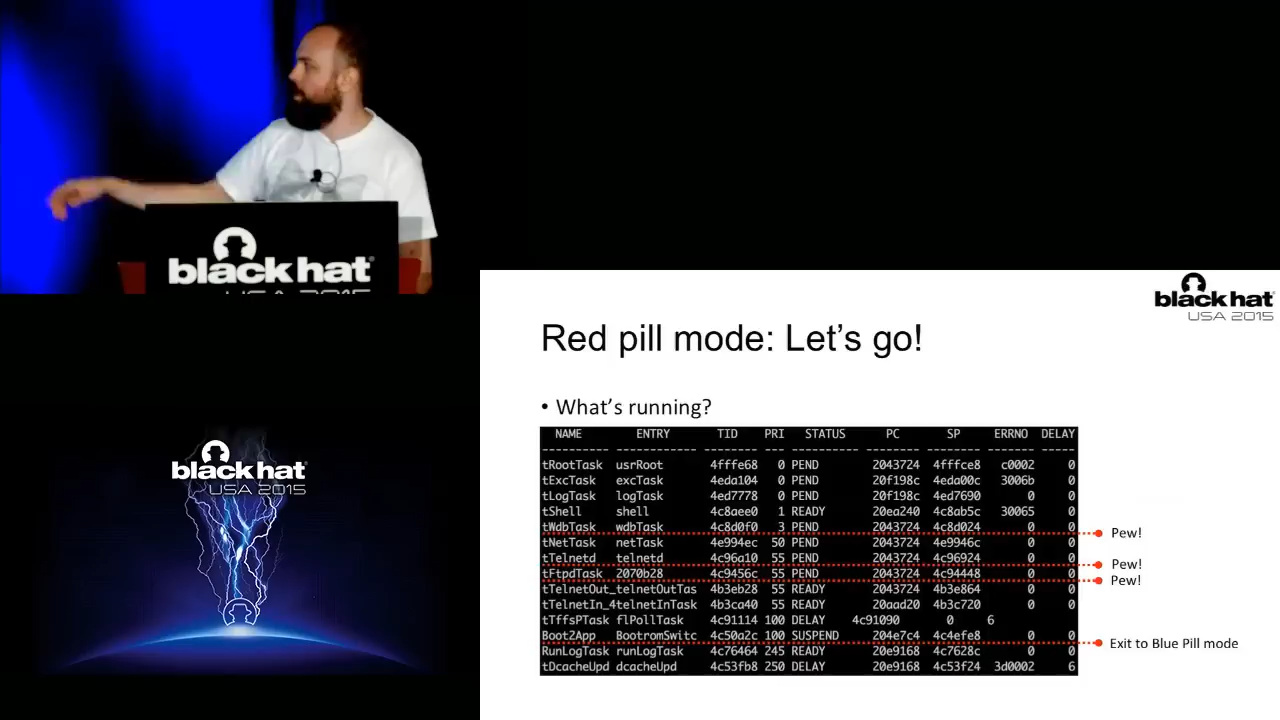 black hat
USA 2015
black hat
USA 2015
Red pill mode: Let's go!
• What's running?
NAME ENTRY TID PRI STATUS PC SP ERRNO DELAY
---------- ------------ -------- --- ---------- -------- -------- ------- -----
tRootTask usrRoot 4fffe68 0 PEND 2043724 4fffce8 c0002 0
tExcTask excTask 4eda104 0 PEND 20f198c 4eda00c 3006b 0
tLogTask logTask 4ed7778 0 PEND 20f198c 4ed7690 0 0
tShell shell 4c8aee0 1 READY 20ea240 4c8ab5c 30065 0
tWdbTask wdbTask 4c8d0f0 3 PEND 2043724 4c8d024 0 0
Pew!
tNetTask netTask 4e994ec 50 PEND 2043724 4e9946c 0 0
tTelnetd telnetd 4c96a10 55 PEND 2043724 4c96924 0 0
Pew!
tFtpdTask 2070b28 4c9456c 55 PEND 2043724 4c94448 0 0
Pew!
tTelnetOut_telnetOutTas 4b3eb28 55 READY 2043724 4b3e864 0 0
tTelnetIn_4telnetInTask 4b3ca40 55 READY 20aad20 4b3c720 0 0
tTffsPTask flPollTask 4c91114 100 DELAY 4c91090 0 6
Boot2App BootromSwitc 4c50a2c 100 SUSPEND 204e7c4 4c4efe8 0 0
Exit to Blue Pill mode
RunLogTask runLogTask 4c76464 245 READY 20e9168 4c7628c 0 0
tDcacheUpd dcacheUpd 4c53fb8 250 DELAY 20e9168 4c53f24 3d0002 6
black hat
USA 2015